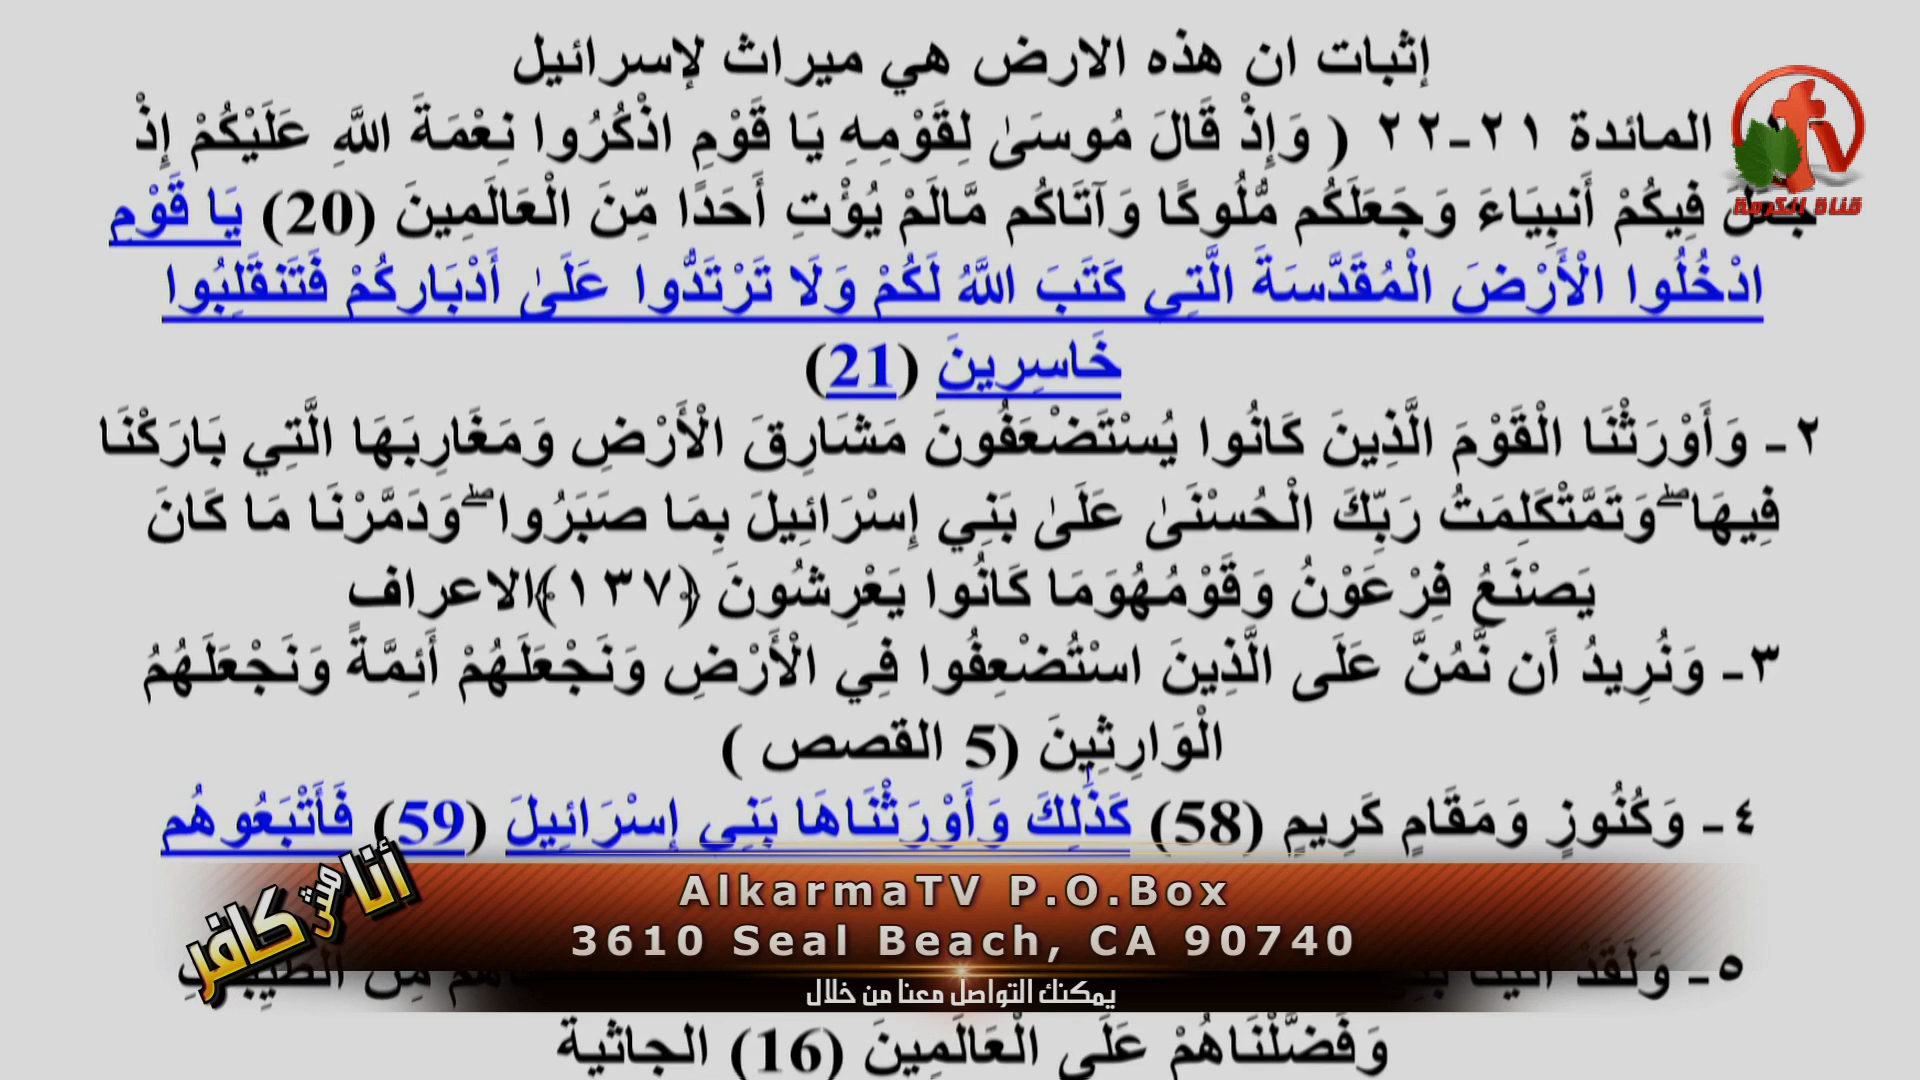 إثبات ان هذه الارض هي ميراث لإسرائيل
المائدة ٢١-٢٢ ( وَإِذْ قَالَ مُوسَىٰ لِقَوْمِهِ يَا قَوْمِ اذْكُرُوا نِعْمَةَ اللَّهِ عَلَيْكُمْ إِذْ
جَعَلَ فِيكُمْ أَنبِيَاءَ وَجَعَلَكُم مُّلُوكًا وَآتَاكُم مَّالَمْ يُؤْتِ أَحَدًا مِّنَ الْعَالَمِينَ (20) يَا قَوْمِ
ادْخُلُوا الْأَرْضَ الْمُقَدَّسَةَ الَّتِي كَتَبَ اللَّهُ لَكُمْ وَلَا تَرْتَدُّوا عَلَىٰ أَدْبَارِكُمْ فَتَنقَلِبُوا
خَاسِرِينَ (21)
٢- وَأَوْرَثْنَا الْقَوْمَ الَّذِينَ كَانُوا يُسْتَضْعَفُونَ مَشَارِقَ الْأَرْضِ وَمَغَارِبَهَا الَّتِي بَارَكْنَا
فِيهَا ۖ وَتَمَّتْكَلِمَتُ رَبِّكَ الْحُسْنَىٰ عَلَىٰ بَنِي إِسْرَائِيلَ بِمَا صَبَرُوا ۖ وَدَمَّرْنَا مَا كَانَ
يَصْنَعُ فِرْعَوْنُ وَقَوْمُهُوَمَا كَانُوا يَعْرِشُونَ ﴿١٣٧﴾الاعراف
٣- وَنُرِيدُ أَن نَّمُنَّ عَلَى الَّذِينَ اسْتُضْعِفُوا فِي الْأَرْضِ وَنَجْعَلَهُمْ أَئِمَّةً وَنَجْعَلَهُمُ
الْوَارِثِينَ (5 القصص )
٤- وَكُنُوزٍ وَمَقَامٍ كَرِيمٍ (58) كَذَٰلِكَ وَأَوْرَثْنَاهَا بَنِي إِسْرَائِيلَ (59) فَأَتْبَعُوهُم
٥- وَلَقَدْ
مِّنَ الطَّيِّبَاتِ
وَفَضَّلْنَاهُمْ عَلَى الْعَالَمِينَ (16) الجاثية
tv
قناة الكرمة
أنا مش كافر
AlkarmaTV P.O.Box
3610 Seal Beach, CA 90740
يمكنك التواصل معنا من خلال